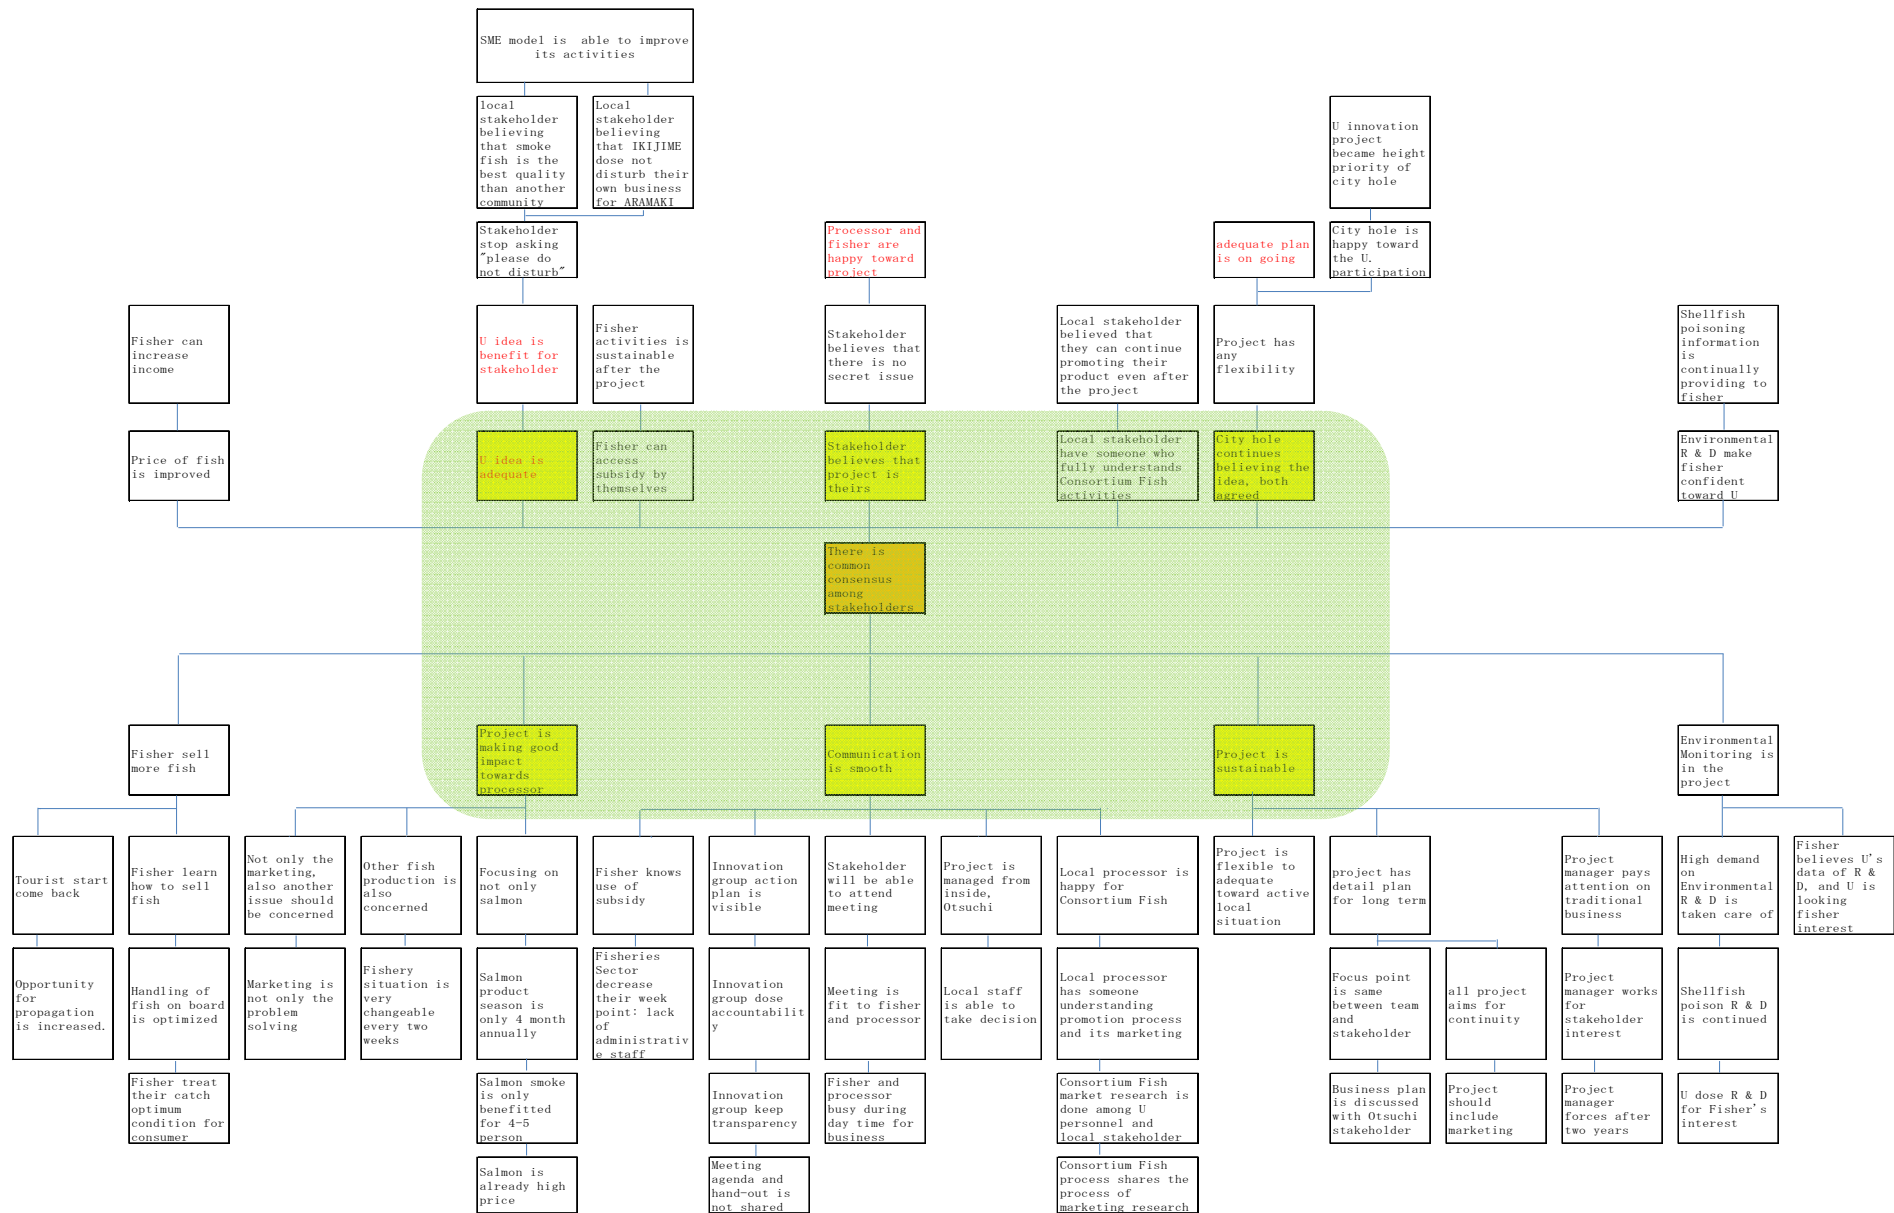 SME model is  able to improve
its activities
local
stakeholder
believing
that smoke
fish is the
best quality
than another
community
Local
stakeholder
believing
that IKIJIME
dose not
disturb their
own business
for ARAMAKI
U innovation
project
became height
priority of
city hole
Stakeholder
stop asking
"please do
not disturb"
Processor and
fisher are
happy toward
project
adequate plan
is on going
City hole is
happy toward
the U.
participation
Fisher can
increase
income
U idea is
benefit for
stakeholder
Fisher
activities is
sustainable
after the
project
Stakeholder
believes that
there is no
secret issue
Local stakeholder
believed that
they can continue
promoting their
product even after
the project
Project has
any
flexibility
Shellfish
poisoning
information
is
continually
providing to
fisher
Price of fish
is improved
U idea is
adequate
Fisher can
access
subsidy by
themselves
Stakeholder
believes that
project is
theirs
Local stakeholder
have someone who
fully understands
Consortium Fish
activities
City hole
continues
believing the
idea, both
agreed
Environmental
R & D make
fisher
confident
toward U
There is
common
consensus
among
stakeholders
Fisher sell
more fish
Project is
making good
impact
towards
processor
Communication
is smooth
Project is
sustainable
Environmental
Monitoring is
in the
project
Tourist start
come back
Fisher learn
how to sell
fish
Not only the
marketing,
also another
issue should
be concerned
Other fish
production is
also
concerned
Focusing on
not only
salmon
Fisher knows
use of
subsidy
Innovation
group action
plan is
visible
Stakeholder
will be able
to attend
meeting
Project is
managed from
inside,
Otsuchi
Local processor is
happy for
Consortium Fish
Project is
flexible to
adequate
toward active
local
situation
project has
detail plan
for long term
Project
manager pays
attention on
traditional
business
High demand
on
Environmental
R & D is
taken care of
Fisher
believes U's
data of R &
D, and U is
looking
fisher
interest
Opportunity
for
propagation
is increased.
Handling of
fish on board
is optimized
Marketing is
not only the
problem
solving
Fishery
situation is
very
changeable
every two
weeks
Salmon
product
season is
only 4 month
annually
Fisheries
Sector
decrease
their week
point: lack
of
administrativ
e staff
Innovation
group dose
accountabilit
y
Meeting is
fit to fisher
and processor
Local staff
is able to
take decision
Local processor
has someone
understanding
promotion process
and its marketing
Focus point
is same
between team
and
stakeholder
all project
aims for
continuity
Project
manager works
for
stakeholder
interest
Shellfish
poison R & D
is continued
Fisher treat
their catch
optimum
condition for
consumer
Salmon smoke
is only
benefitted
for 4-5
person
Innovation
group keep
transparency
Fisher and
processor
busy during
day time for
business
Consortium Fish
market research is
done among U
personnel and
local stakeholder
Business plan
is discussed
with Otsuchi
stakeholder
Project
should
include
marketing
Project
manager
forces after
two years
U dose R & D
for Fisher's
interest
Salmon is
already high
price
Meeting
agenda and
hand-out is
not shared
Consortium Fish
process shares the
process of
marketing research